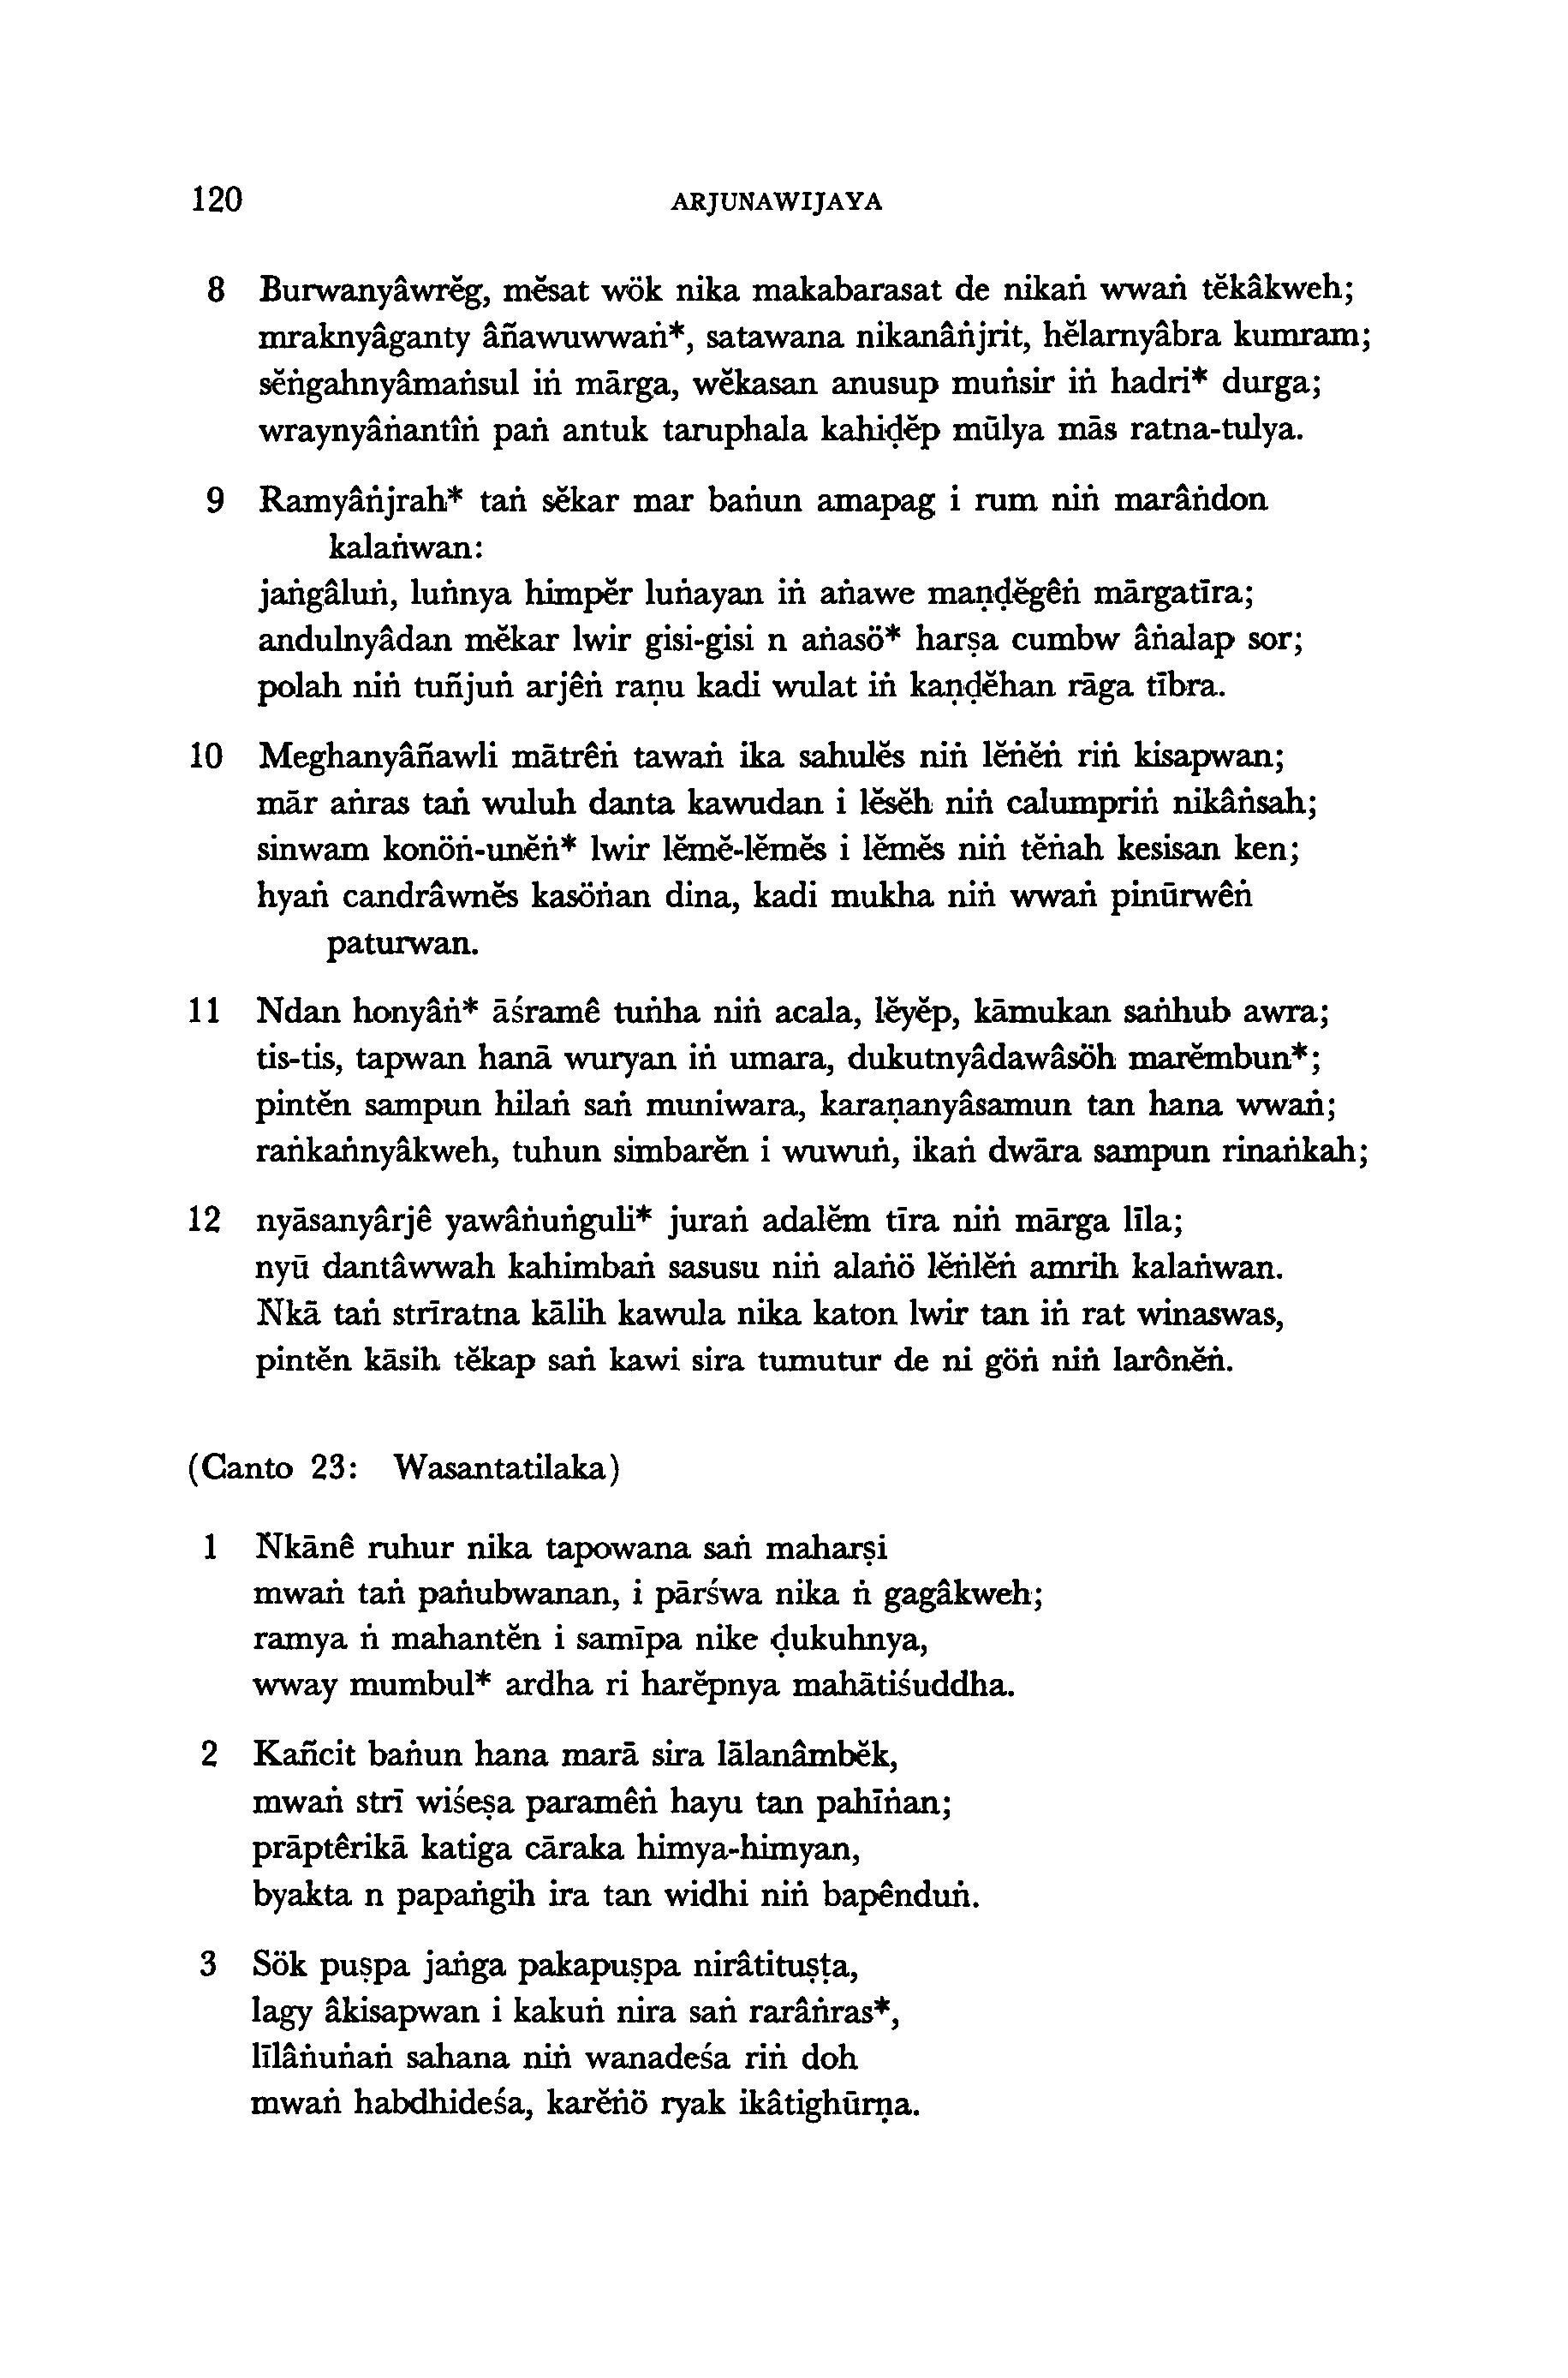 120 ARJUNAWIJAYA
8 Burwanyâwrĕg, mĕsat wök nika makabarasat de nikaṅ wwaṅ tĕkâkweh;
mraknyâganty âñawuwwaṅ*, satawana nikanâṅjrit, hĕlarnyâbra kumram;
sĕṅgahnyâmaṅsul iṅ mārga, wĕkasan anusup muṅsir iṅ hadri* durga;
wraynyâṅantîṅ paṅ antuk taruphala kahiḍĕp mūlya mās ratna-tulya.
9 Ramyâṅjrah* taṅ sĕkar mar baṅun amapag i rum niṅ marâṅdon
kalaṅwan:
jaṅgâluṅ, luṅnya himpĕr luṅayan iṅ aṅawe maṇḍĕgêṅ mārgatīra;
andulnyâdan mĕkar lwir gisi-gisi n aṅasö* harṣa cumbw âṅalap sor;
polah niṅ tuñjuṅ arjêṅ raṇu kadi wulat iṅ kaṇḍĕhan rāga tībra.
10 Meghanyâñawli mātrêṅ tawaṅ ika sahulĕs niṅ lĕṅĕṅ riṅ kisapwan;
mār aṅras taṅ wuluh danta kawudan i lĕsĕh niṅ calumpriṅ nikâṅsah;
sinwam konöṅ-unĕṅ* lwir lĕmĕ-lĕmĕs i lĕmĕs niṅ tĕṅah kesisan ken;
hyaṅ candrâwnĕs kasöṅan dina, kadi mukha niṅ wwaṅ pinūrwêṅ
paturwan.
11 Ndan honyâṅ* āśramê tuṅha niṅ acala, lĕyĕp, kāmukan saṅhub awra;
tis-tis, tapwan hanā wuryan iṅ umara, dukutnyâdawâsöh marĕmbun*;
pintĕn sampun hilaṅ saṅ muniwara, karaṇanyâsamun tan hana wwaṅ;
raṅkaṅnyâkweh, tuhun simbarĕn i wuwuṅ, ikaṅ dwāra sampun rinaṅkah;
12 nyāsanyârjê yawâṅuṅguli* juraṅ adalĕm tīra niṅ mārga līla;
nyū dantâwwah kahimbaṅ sasusu niṅ alaṅö lĕṅlĕṅ amrih kalaṅwan.
Ṅkā taṅ strīratna kālih kawula nika katon lwir tan iṅ rat winaswas,
pintĕn kāsih tĕkap saṅ kawi sira tumutur de ni göṅ niṅ larônĕṅ.
(Canto 23: Wasantatilaka)
1 Ṅkānê ruhur nika tapowana saṅ maharṣi
mwaṅ taṅ paṅubwanan, i pārśwa nika ṅ gagâkweh;
ramya ṅ mahantĕn i samīpa nike ḍukuhnya,
wway mumbul* ardha ri harĕpnya mahātiśuddha.
2 Kañcit baṅun hana marā sira lālanâmbĕk,
mwaṅ strī wiśeṣa paramêṅ hayu tan pahīṅan;
prāptêrikā katiga cāraka himya-himyan,
byakta n papaṅgih ira tan widhi niṅ bapênduṅ.
3 Sök puṣpa jaṅga pakapuṣpa nirâtituṣṭa,
lagy âkisapwan i kakuṅ nira saṅ rarâṅras*,
līlâṅuṅaṅ sahana niṅ wanadeśa riṅ doh
mwaṅ habdhideśa, karĕṅö ryak ikâtighūrṇa.